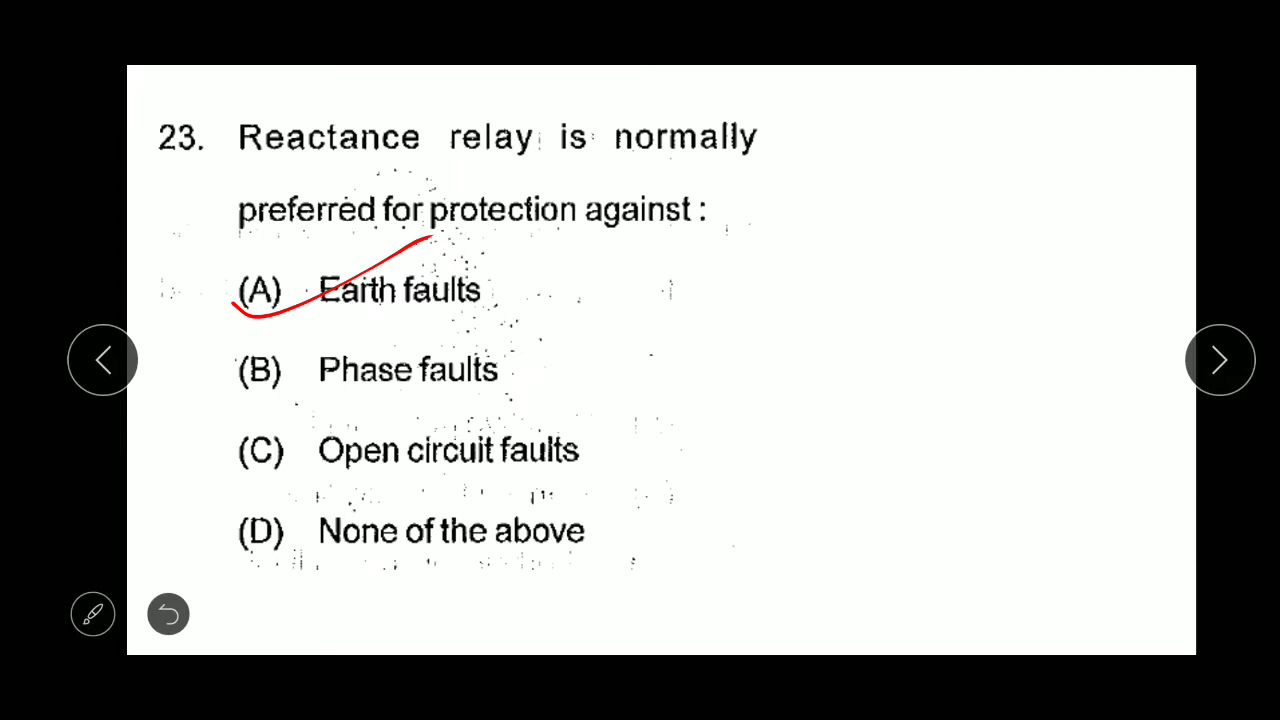 23. Reactance relay is normally
preferred for protection against :
(A) Earth faults
(B) Phase faults
(C) Open circuit faults
(D) None of the above